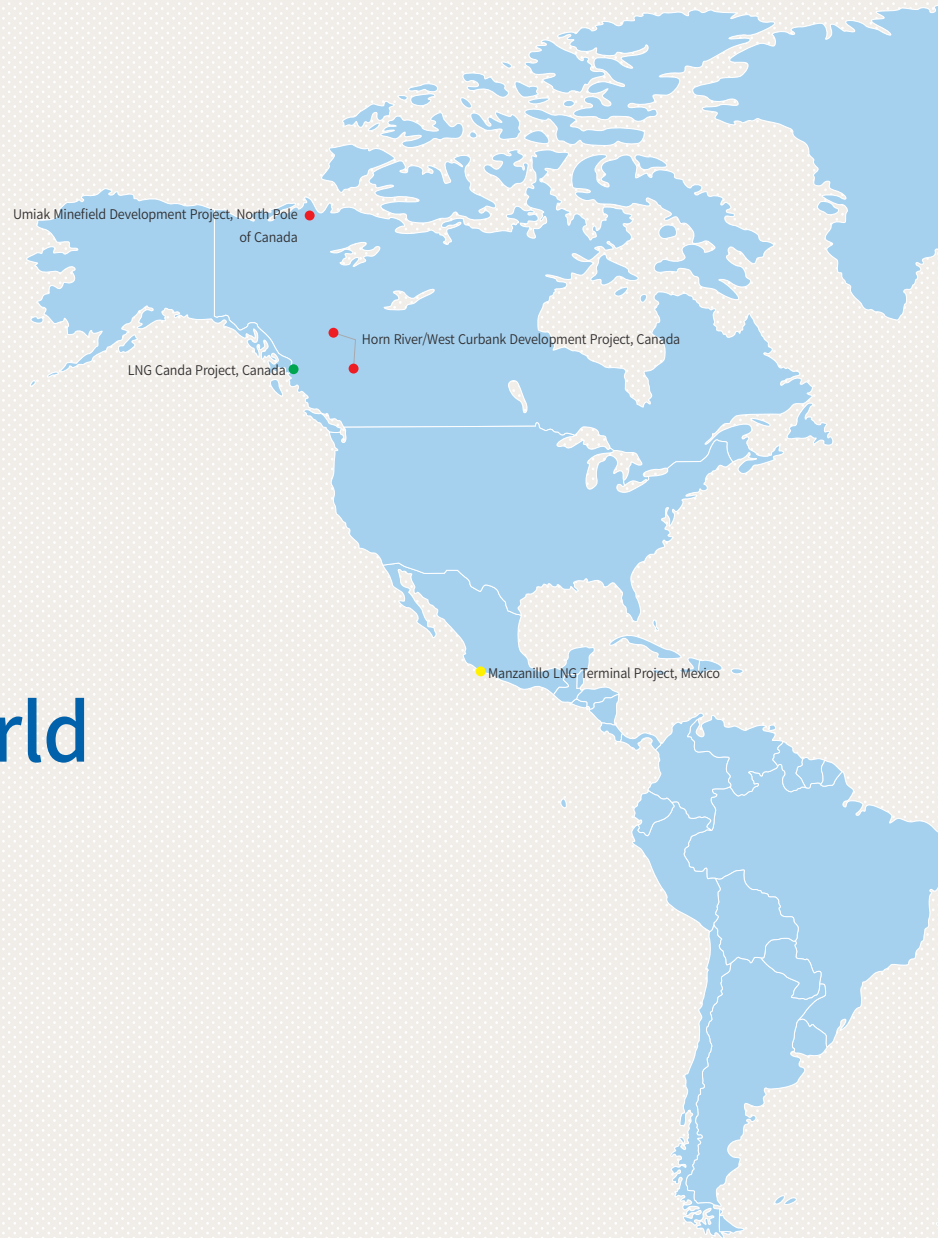 Umiak Minefield Development Project, North Pole
of Canada
Horn River/West Curbank Development Project, Canada
LNG Canda Project, Canada
Manzanillo LNG Terminal Project, Mexico
rld